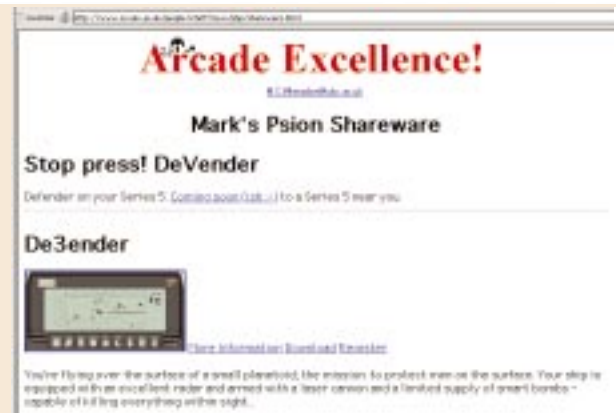 Arcade Excellence!
Mark's Psion Shareware
Stop press! DeVender
Defender on your Series 5. Coming soon (ish :-) to a Series 5 near you.
De3ender
More Information Download Register
You're flying over the surface of a small planetoid, the mission to protect men on the surface. Your ship is
equipped with an excellent radar and armed with a laser cannon and a limited supply of smart bombs -
capable of killing everything within sight...